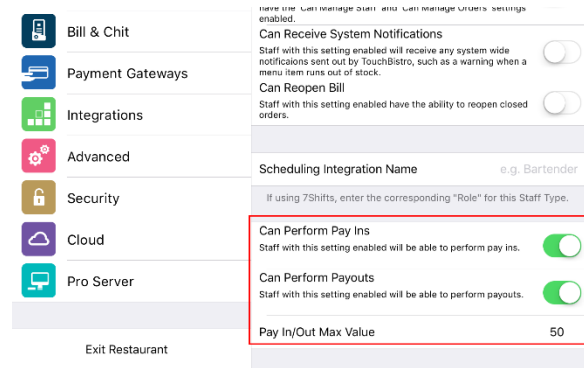 Bill & Chit
Payment Gateways
Integrations
Advanced
Security
Cloud
Pro Server
Exit Restaurant
have the 'Can Manage Staff' and 'Can Manage Orders' settings
enabled.
Can Receive System Notifications
Staff with this setting enabled will receive any system wide
notificaions sent out by TouchBistro, such as a warning when a
menu item runs out of stock.
Can Reopen Bill
Staff with this setting enabled have the ability to reopen closed
orders.
Scheduling Integration Name
e.g. Bartender
If using 7Shifts, enter the corresponding "Role" for this Staff Type.
Can Perform Pay Ins
Staff with this setting enabled will be able to perform pay ins.
Can Perform Payouts
Staff with this setting enabled will be able to perform payouts.
Pay In/Out Max Value
50